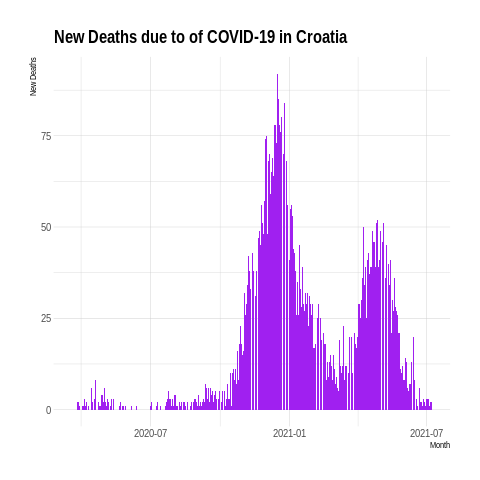 New Deaths due to of COVID-19 in Croatia
New Deaths
75
50
25
0
2020-07
2021-01
2021-07
Month